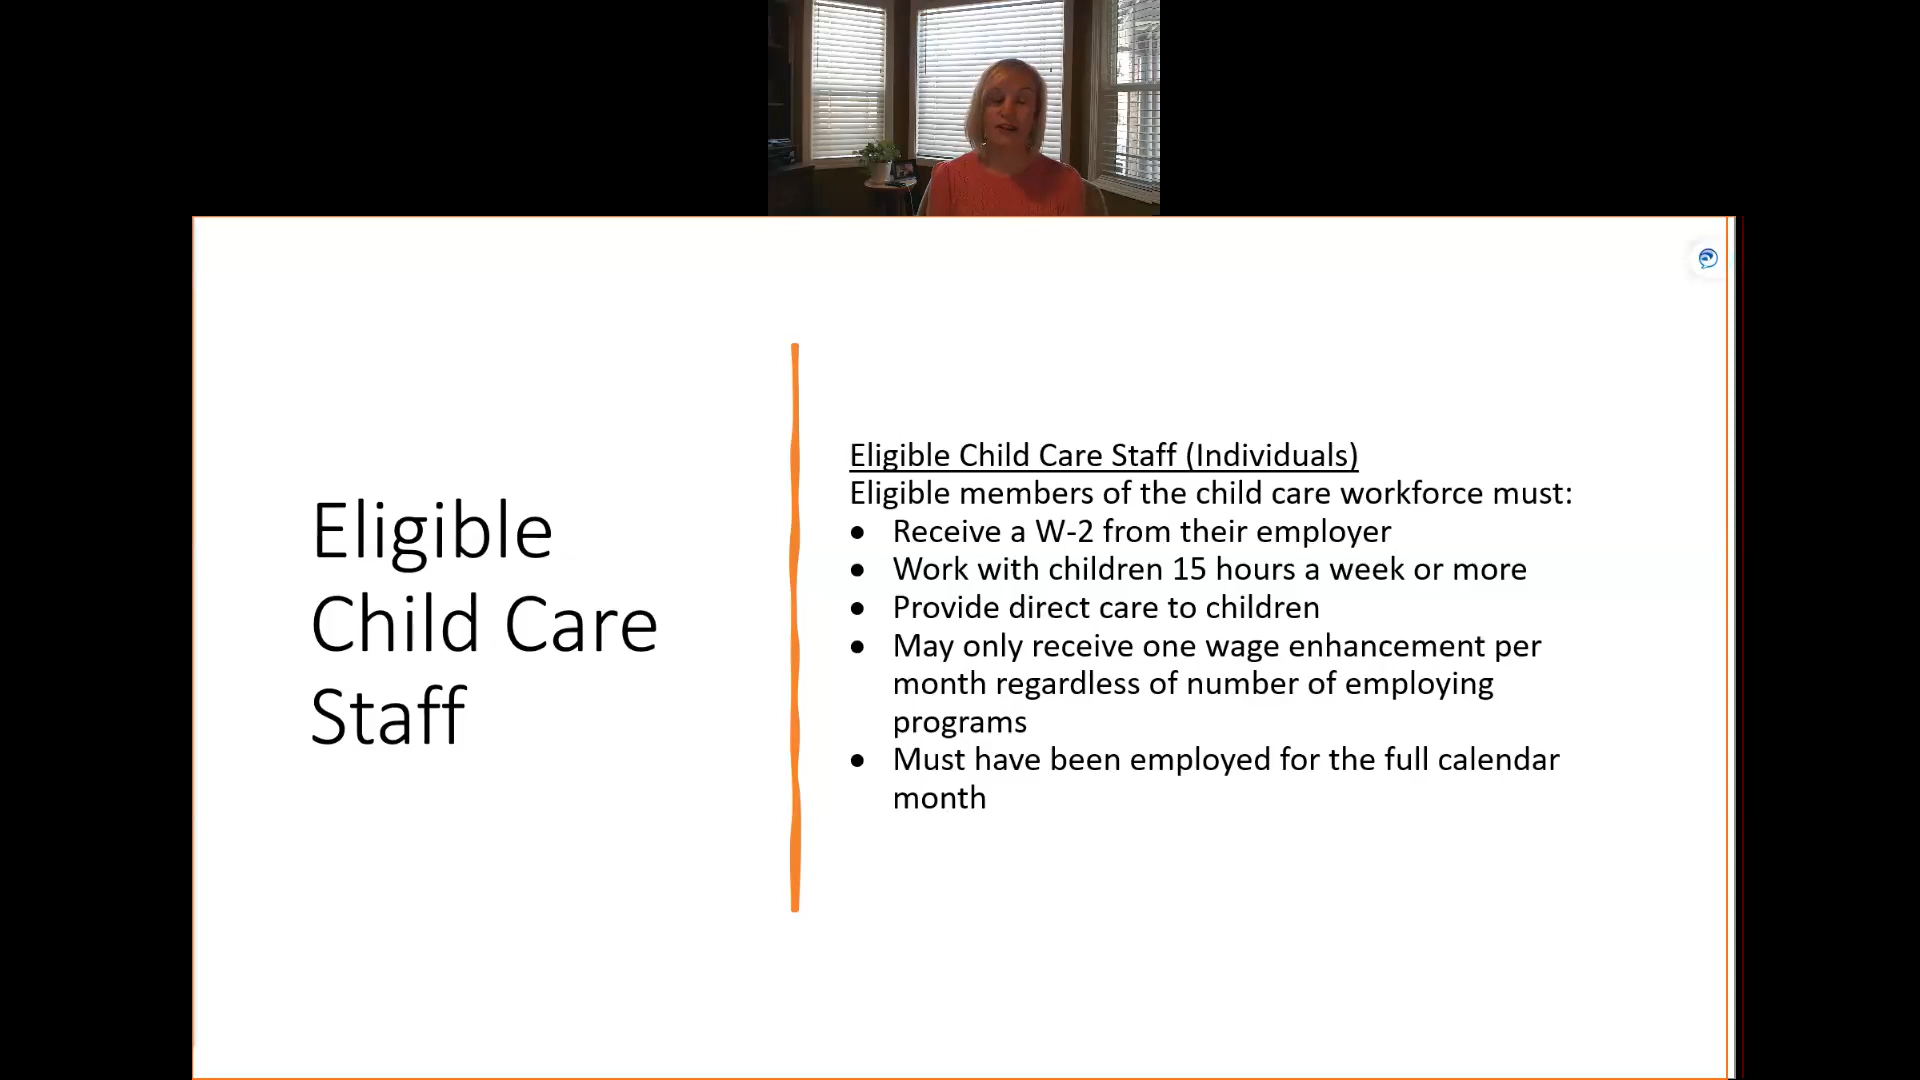 Eligible
Child Care
Staff
Eligible Child Care Staff (Individuals)
Eligible members of the child care workforce must:
● Receive a W-2 from their employer
● Work with children 15 hours a week or more
● Provide direct care to children
● May only receive one wage enhancement per
month regardless of number of employing
programs
● Must have been employed for the full calendar
month